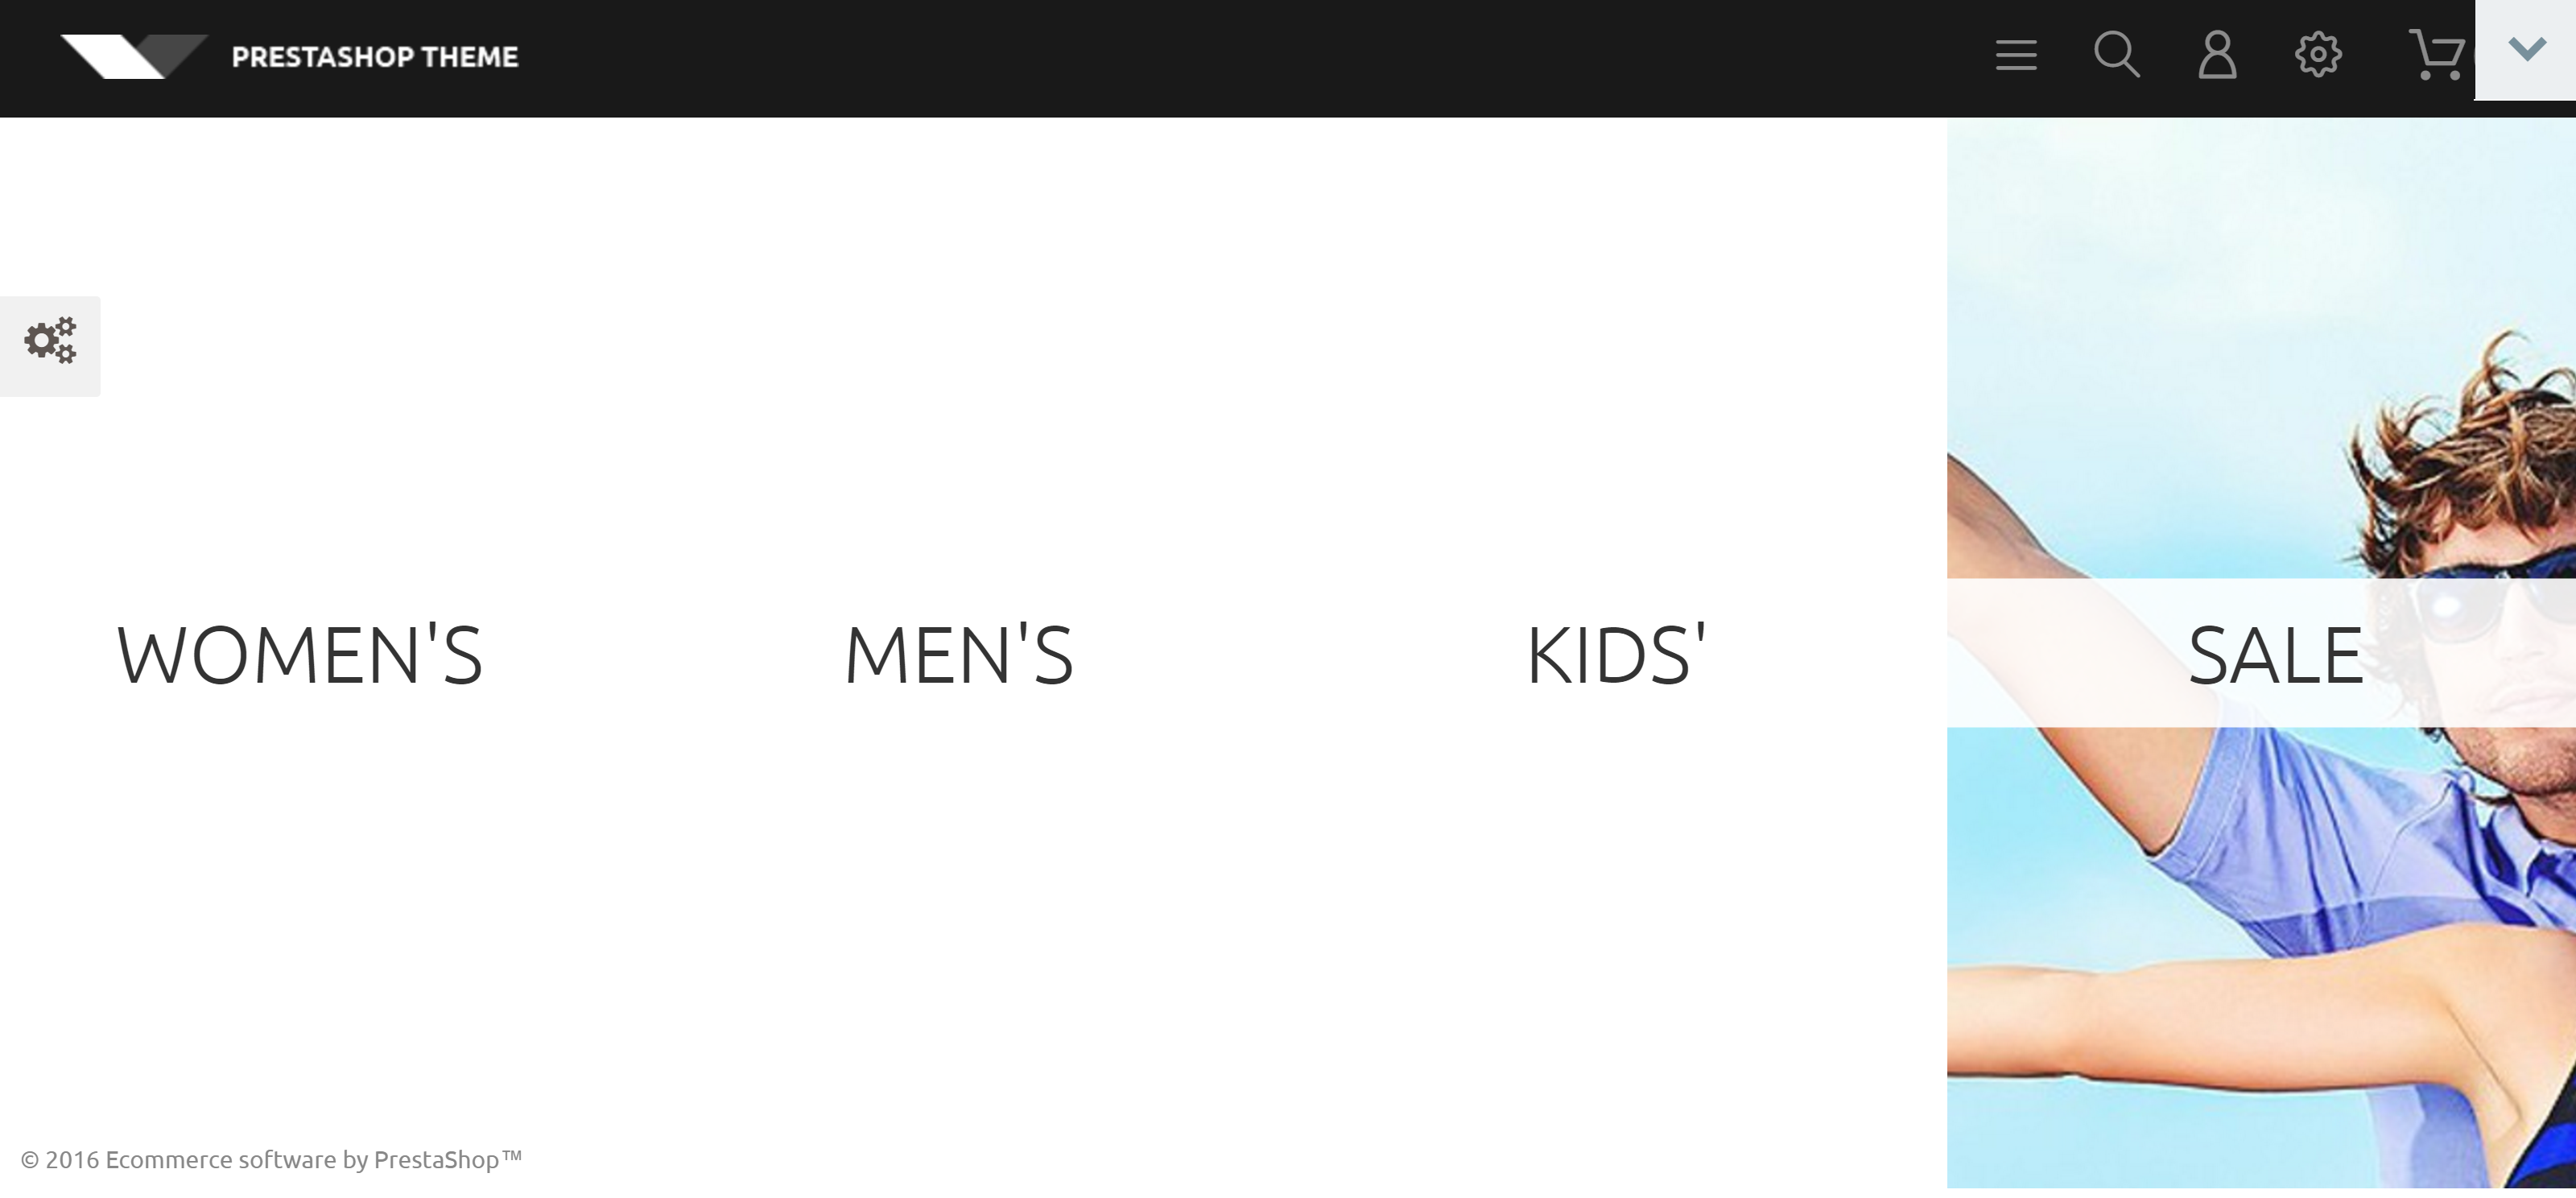 PRESTASHOP THEME
WOMEN'S
MEN'S
KIDS'
SALE
© 2016 Ecommerce software by PrestaShop™